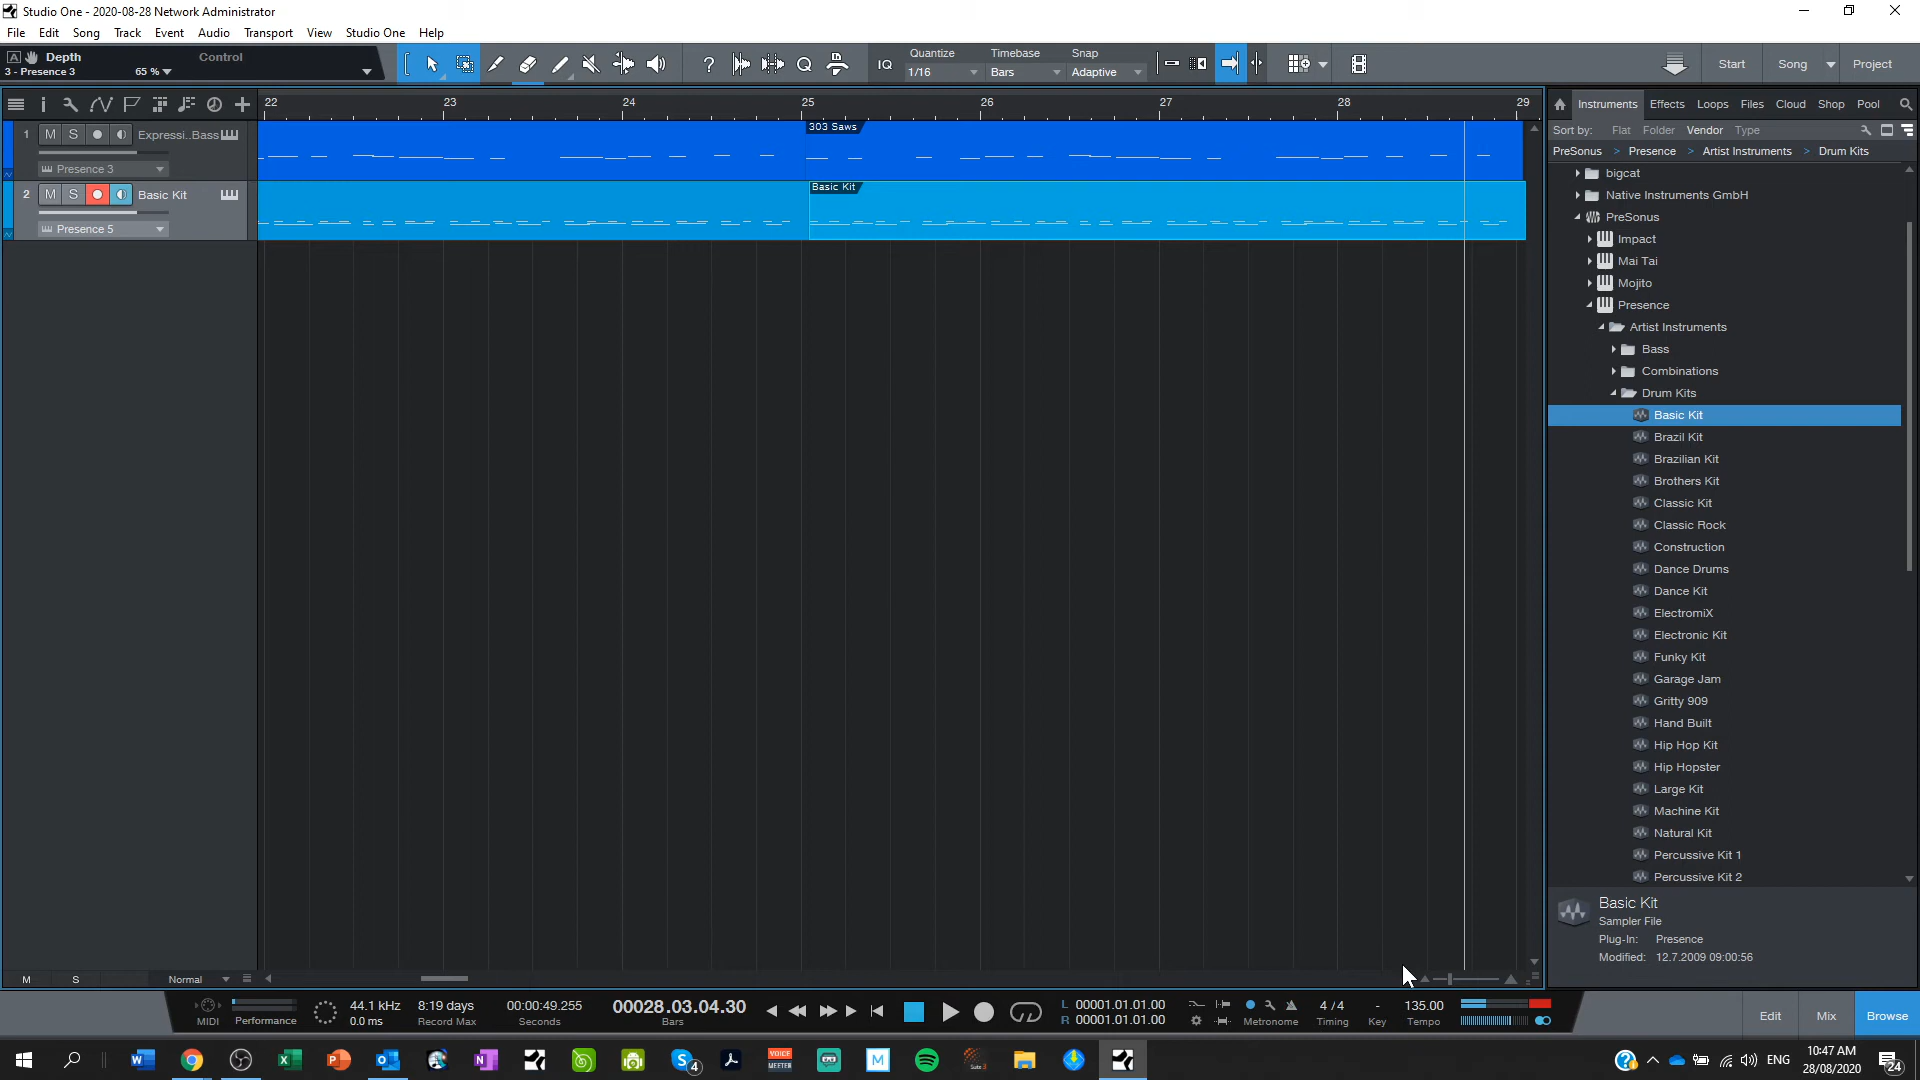 Studio One - 2020-08-28 Network Administrator
File Edit Song Track Event Audio Transport View Studio One Help
A Depth Control
3 - Presence 3 65 %
IQ Quantize Timebase Snap
1/16 Bars Adaptive
Start Song Project
22 23 24 25 26 27 28 29
Instruments Effects Loops Files Cloud Shop Pool
Sort by: Flat Folder Vendor Type
PreSonus > Presence > Artist Instruments > Drum Kits
1 M S Expressi..Bass
Presence 3
303 Saws
2 M S Basic Kit
Presence 5
Basic Kit
bigcat
Native Instruments GmbH
PreSonus
Impact
Mai Tai
Mojito
Presence
Artist Instruments
Bass
Combinations
Drum Kits
Basic Kit
Brazil Kit
Brazilian Kit
Brothers Kit
Classic Kit
Classic Rock
Construction
Dance Drums
Dance Kit
ElectromiX
Electronic Kit
Funky Kit
Garage Jam
Gritty 909
Hand Built
Hip Hop Kit
Hip Hopster
Large Kit
Machine Kit
Natural Kit
Percussive Kit 1
Percussive Kit 2
Basic Kit
Sampler File
Plug-In: Presence
Modified: 12.7.2009 09:00:56
M S Normal
MIDI Performance
44.1 kHz 8:19 days 00:00:49.255 00028.03.04.30
0.0 ms Record Max Seconds Bars
L 00001.01.01.00
R 00001.01.01.00
Metronome
4 / 4 - 135.00
Timing Key Tempo
Edit Mix Browse
4
VOICE
MEETER
Suite 3
ENG
10:47 AM
28/08/2020
24